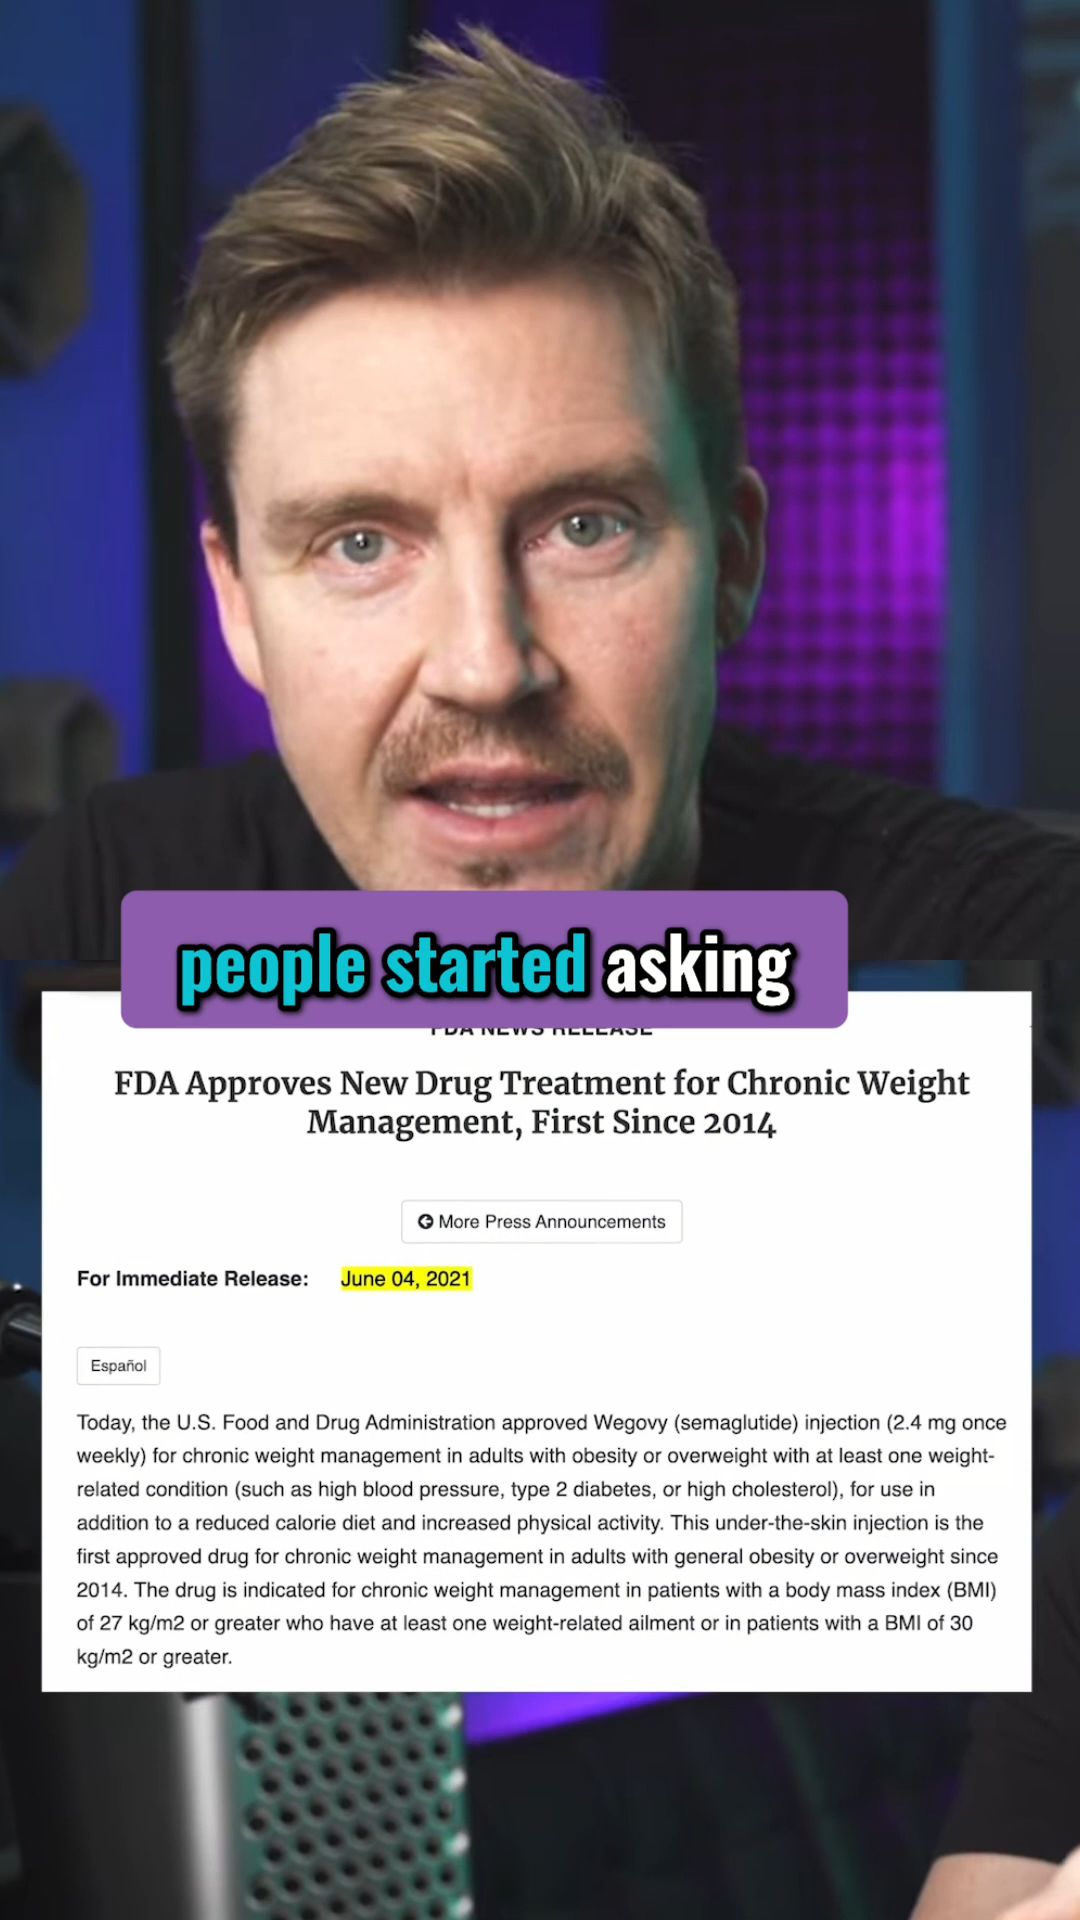 people started asking
FDA NEWS RELEASE
FDA Approves New Drug Treatment for Chronic Weight
Management, First Since 2014
More Press Announcements
For Immediate Release: June 04, 2021
Español
Today, the U.S. Food and Drug Administration approved Wegovy (semaglutide) injection (2.4 mg once
weekly) for chronic weight management in adults with obesity or overweight with at least one weight-
related condition (such as high blood pressure, type 2 diabetes, or high cholesterol), for use in
addition to a reduced calorie diet and increased physical activity. This under-the-skin injection is the
first approved drug for chronic weight management in adults with general obesity or overweight since
2014. The drug is indicated for chronic weight management in patients with a body mass index (BMI)
of 27 kg/m2 or greater who have at least one weight-related ailment or in patients with a BMI of 30
kg/m2 or greater.